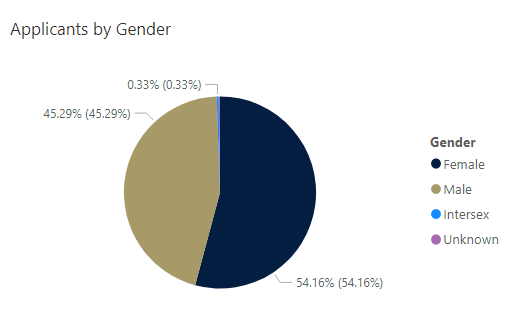 Applicants by Gender
0.33% (0.33%)
45.29% (45.29%)
54.16% (54.16%)
Gender
Female
Male
Intersex
Unknown